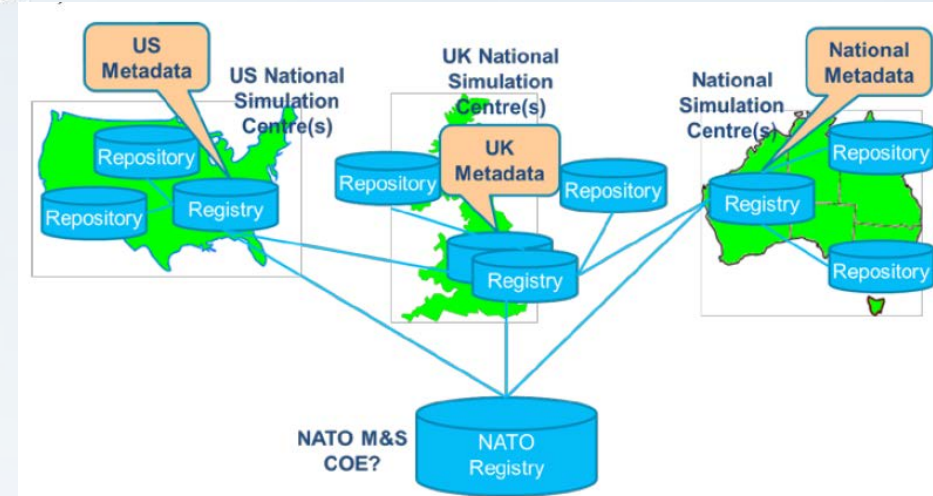 US
Metadata
US National
Simulation
Centre(s)
Repository
Repository
Registry
UK National
Simulation
Centre(s)
UK
Metadata
Repository
Repository
Registry
National
Simulation
Centre(s)
National
Metadata
Repository
Registry
Repository
NATO M&S
COE?
NATO
Registry